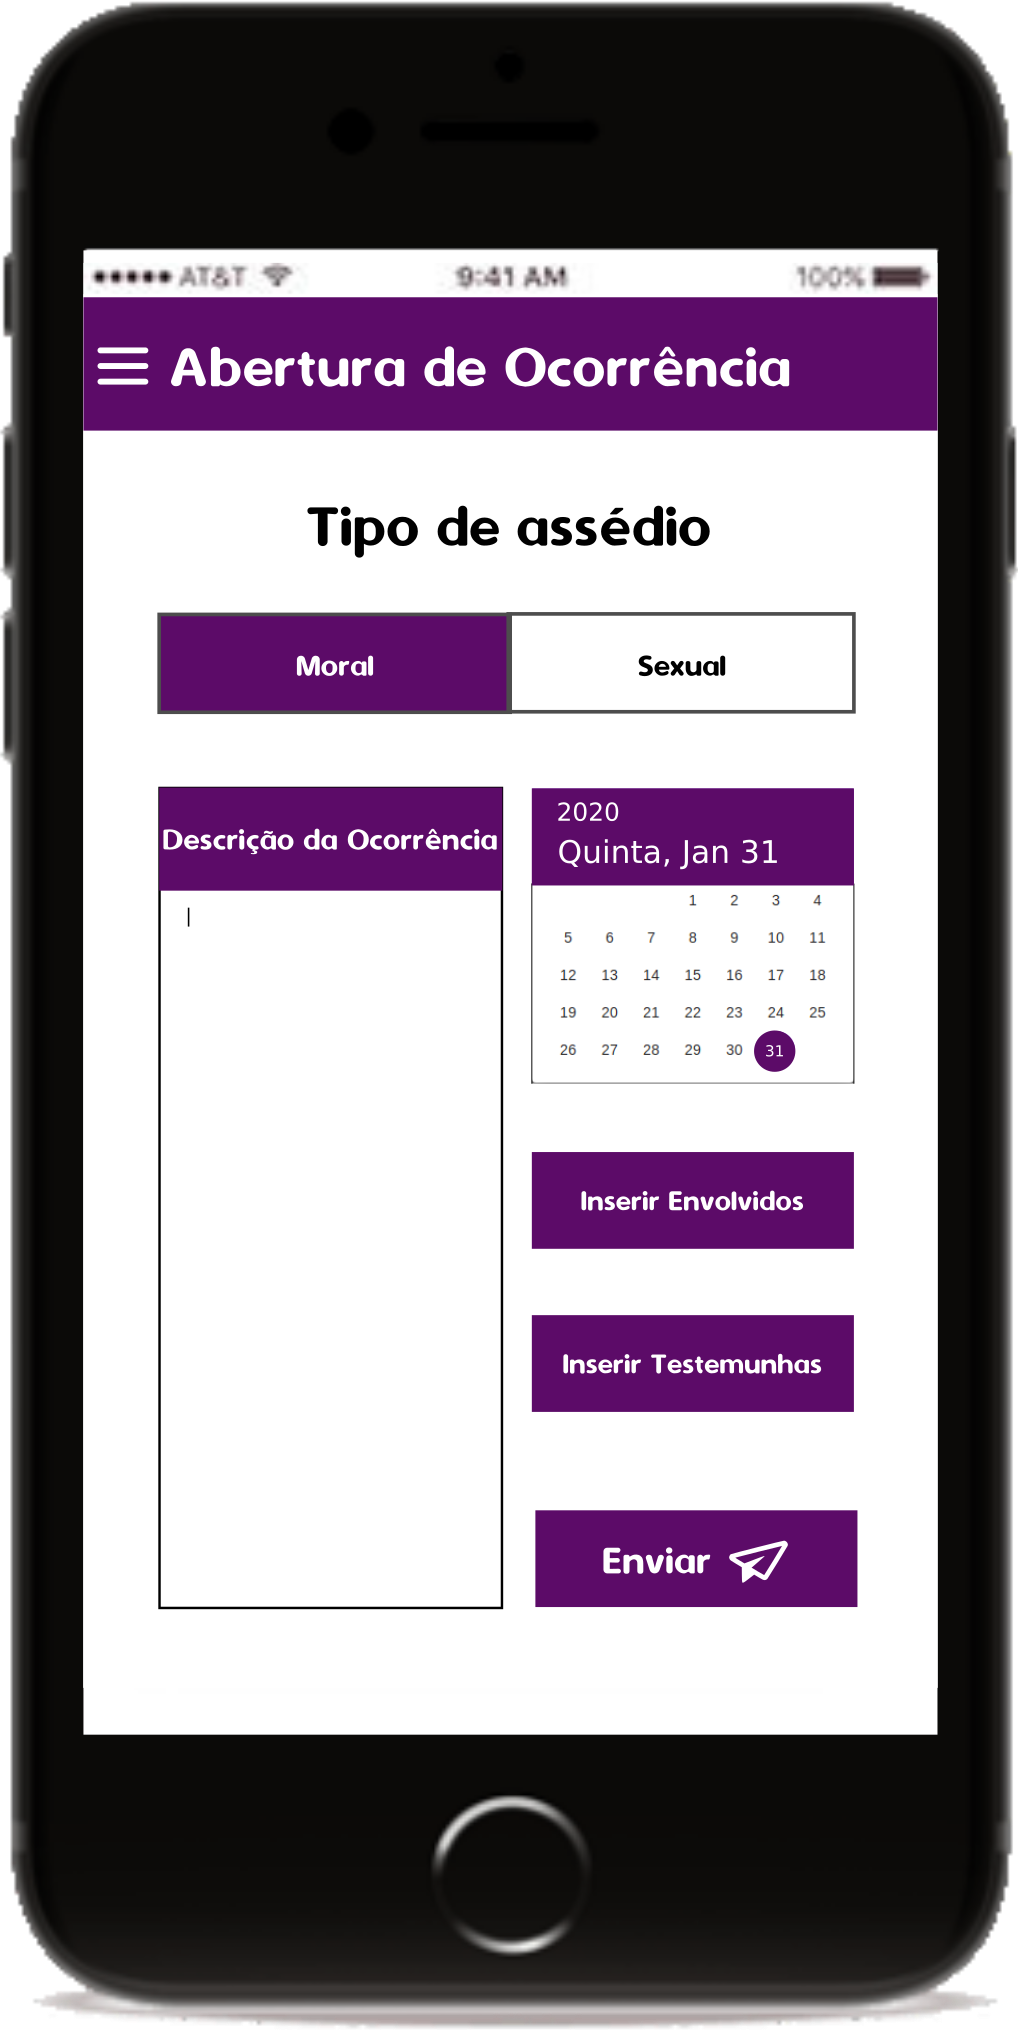 AT&T 9:41 AM 100%
Abertura de Ocorrência
Tipo de assédio
Moral Sexual
Descrição da Ocorrência
2020
Quinta, Jan 31
1 2 3 4
5 6 7 8 9 10 11
12 13 14 15 16 17 18
19 20 21 22 23 24 25
26 27 28 29 30 31
Inserir Envolvidos
Inserir Testemunhas
Enviar